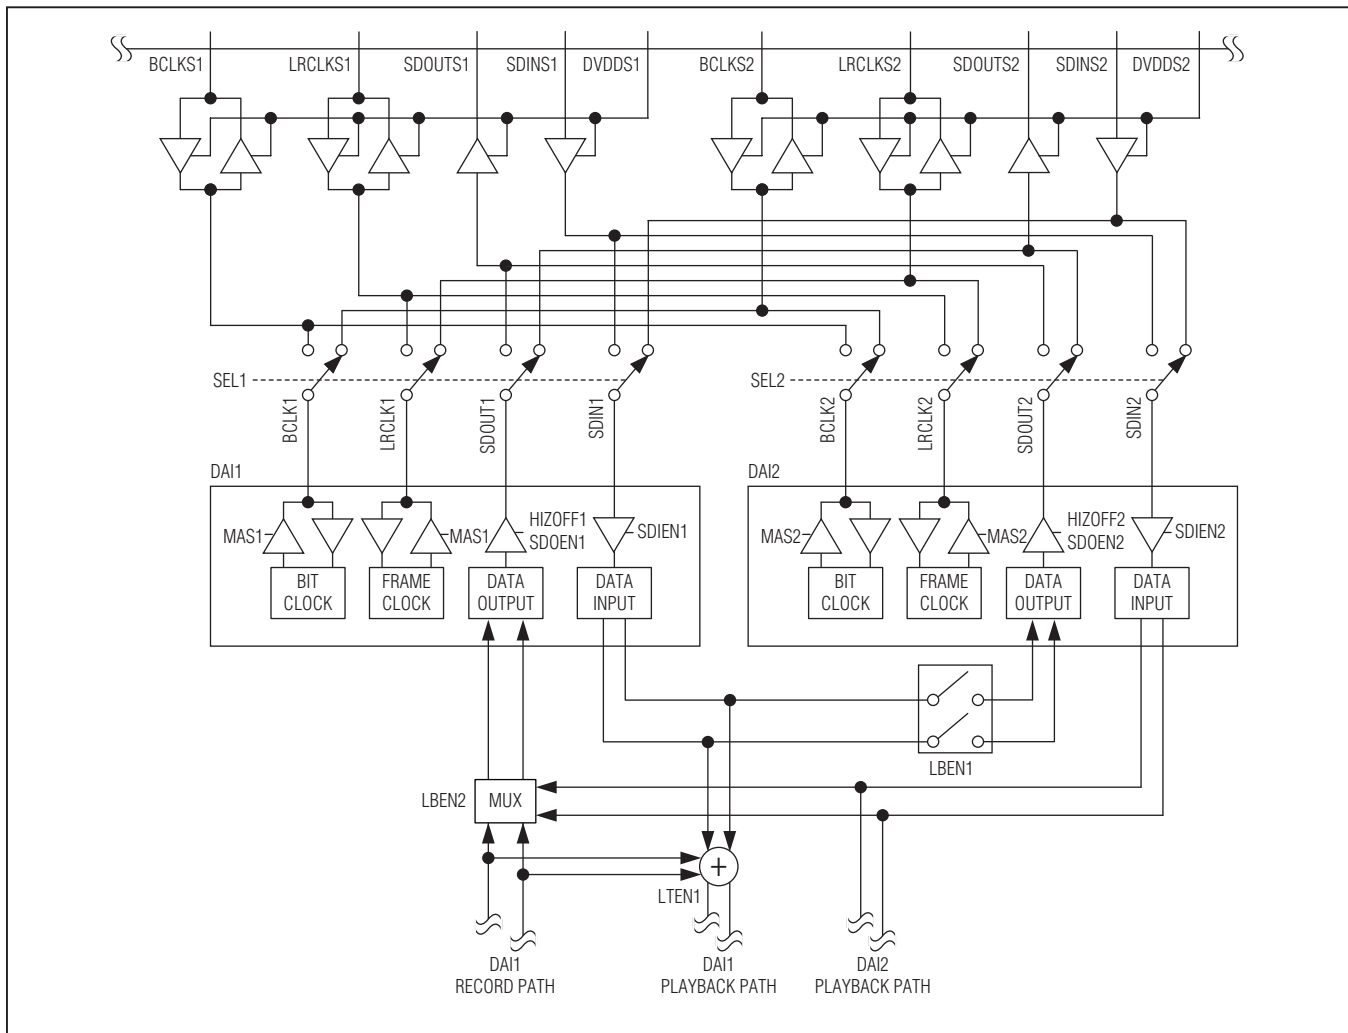 BCLKS1
LRCLKS1
SDOUTS1
SDINS1
DVDDS1
BCLKS2
LRCLKS2
SDOUTS2
SDINS2
DVDDS2
SEL1
SEL2
BCLK1
LRCLK1
SDOUT1
SDIN1
BCLK2
LRCLK2
SDOUT2
SDIN2
DAI1
MAS1
MAS1
HIZOFF1
SDOEN1
SDIEN1
BIT
CLOCK
FRAME
CLOCK
DATA
OUTPUT
DATA
INPUT
DAI2
MAS2
MAS2
HIZOFF2
SDOEN2
SDIEN2
BIT
CLOCK
FRAME
CLOCK
DATA
OUTPUT
DATA
INPUT
LBEN1
LBEN2
MUX
+
LTEN1
DAI1
RECORD PATH
DAI1
PLAYBACK PATH
DAI2
PLAYBACK PATH